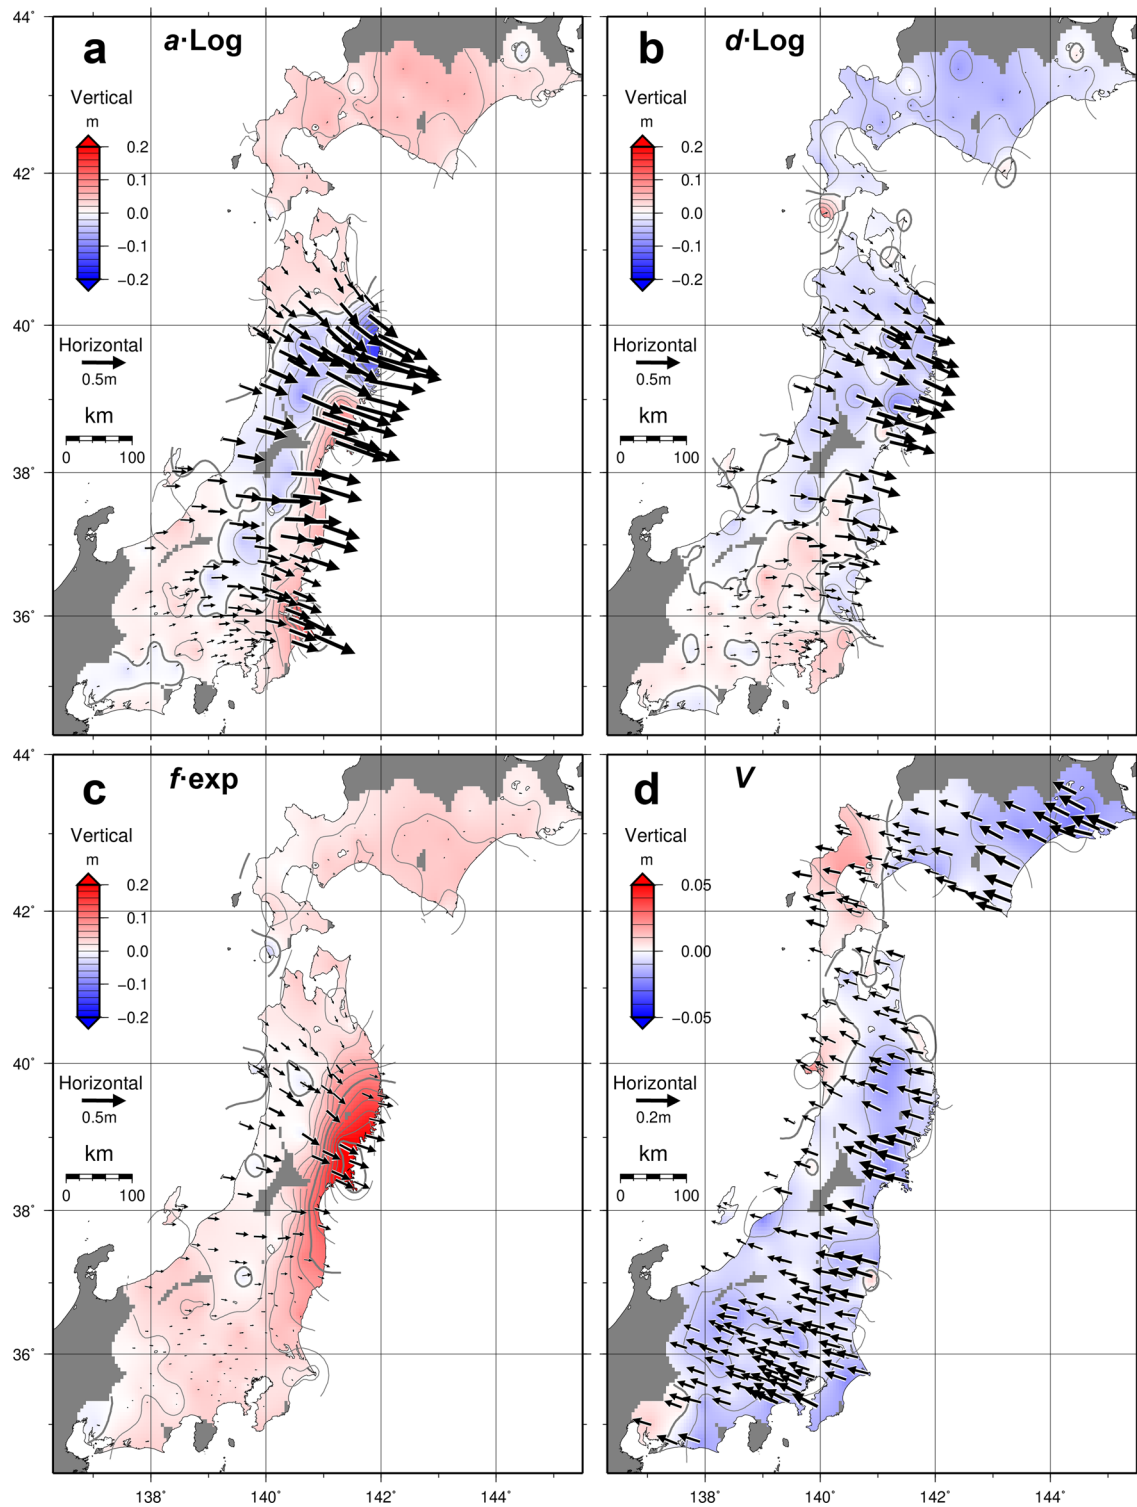 44°
42°
40°
38°
36°
a
a·Log
Vertical
m
0.2
0.1
0.0
−0.1
−0.2
Horizontal
0.5m
km
0 100
b
d·Log
Vertical
m
0.2
0.1
0.0
−0.1
−0.2
Horizontal
0.5m
km
0 100
44°
42°
40°
38°
36°
c
f·exp
Vertical
m
0.2
0.1
0.0
−0.1
−0.2
Horizontal
0.5m
km
0 100
d
V
Vertical
m
0.05
0.00
−0.05
Horizontal
0.2m
km
0 100
138° 140° 142° 144°
138° 140° 142° 144°